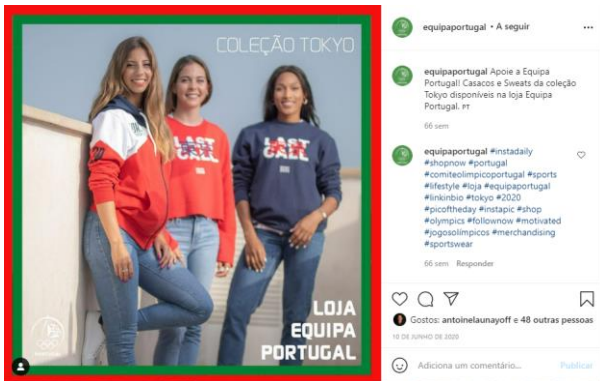 COLEÇÃO TOKYO
LAST
CALL
LAST
CALL
LOJA
EQUIPA
PORTUGAL
PORTUGAL
equipaportugal • A seguir
equipaportugal Apoie a Equipa
Portugal! Casacos e Sweats da coleção
Tokyo disponíveis na loja Equipa
Portugal. PT
66 sem
equipaportugal #instadaily
#shopnow #portugal
#comiteolimpicoportugal #sports
#lifestyle #loja #equipaportugal
#linkinbio #tokyo #2020
#picoftheday #instapic #shop
#olympics #follownow #motivated
#jogosolímpicos #merchandising
#sportswear
66 sem Responder
Gostos: antoinelaunayoff e 48 outras pessoas
10 DE JUNHO DE 2020
Adiciona um comentário... Publicar